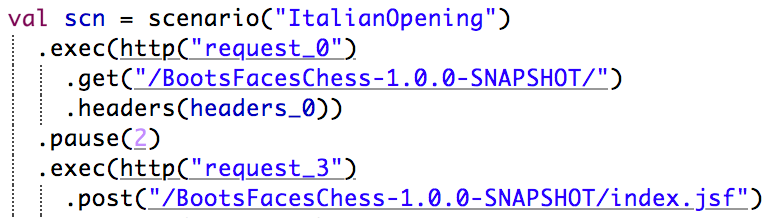 val scn = scenario("ItalianOpening")
.exec(http("request_0")
.get("/BootsFacesChess-1.0.0-SNAPSHOT/")
.headers(headers_0))
.pause(2)
.exec(http("request_3")
.post("/BootsFacesChess-1.0.0-SNAPSHOT/index.jsf")